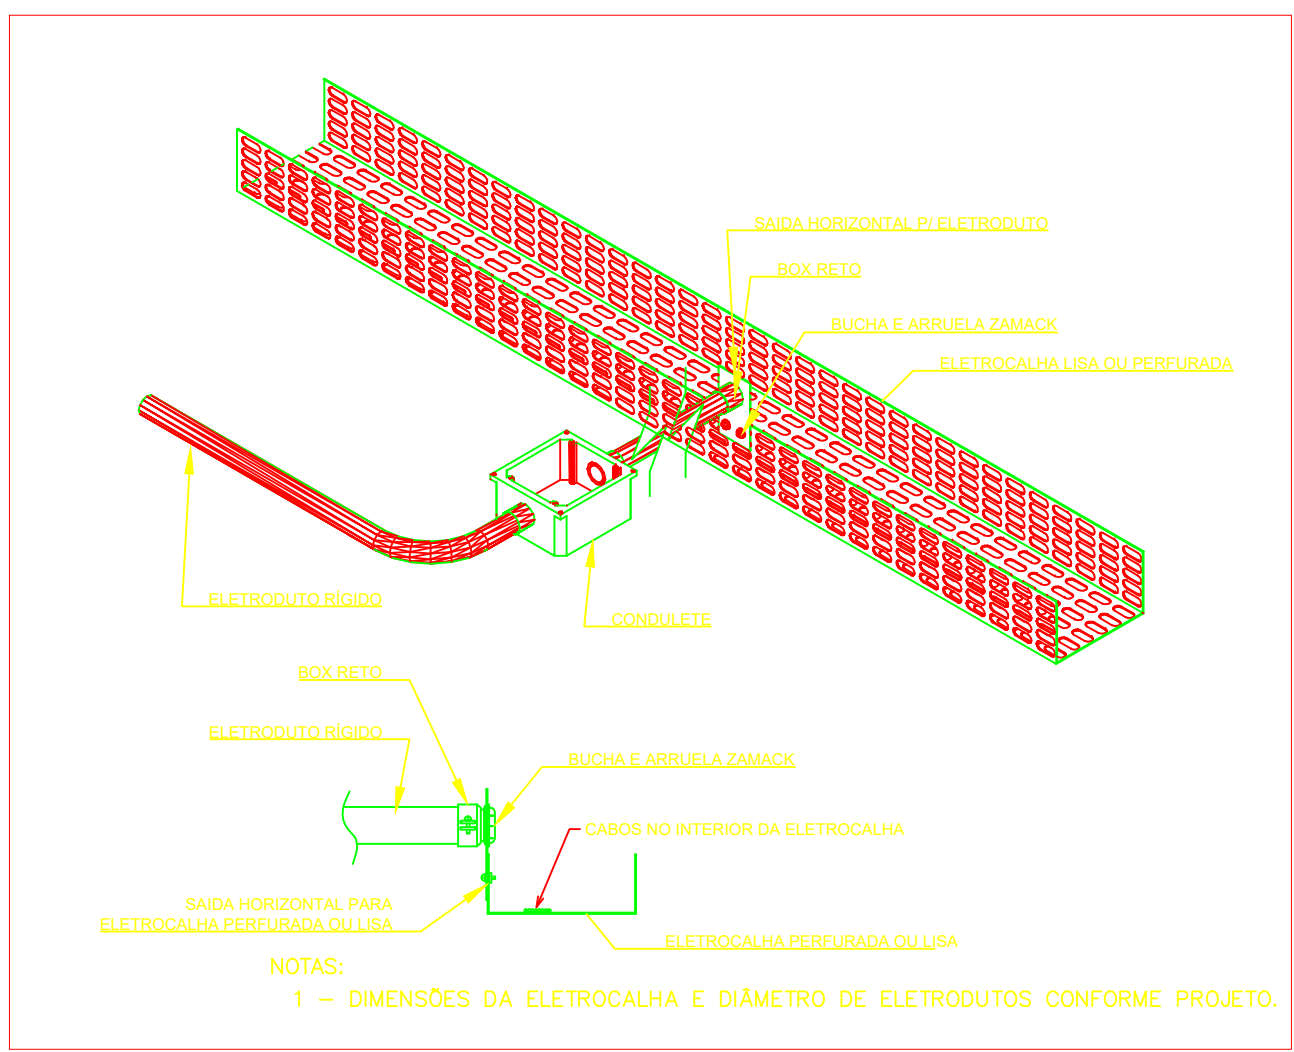 SAIDA HORIZONTAL P/ ELETRODUTO
BOX RETO
BUCHA E ARRUELA ZAMACK
ELETROCALHA LISA OU PERFURADA
ELETRODUTO RÍGIDO
CONDULETE
BOX RETO
ELETRODUTO RÍGIDO
BUCHA E ARRUELA ZAMACK
CABOS NO INTERIOR DA ELETROCALHA
SAIDA HORIZONTAL PARA
ELETROCALHA PERFURADA OU LISA
ELETROCALHA PERFURADA OU LISA
NOTAS:
1 - DIMENSÕES DA ELETROCALHA E DIÂMETRO DE ELETRODUTOS CONFORME PROJETO.